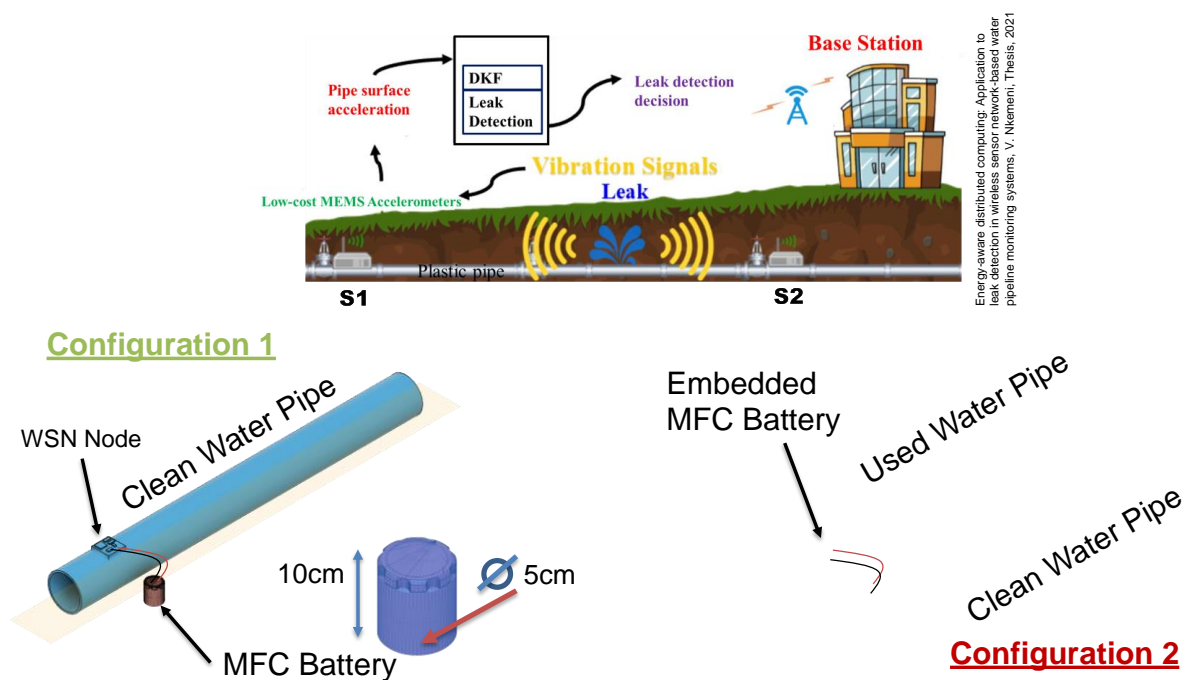 Base Station
DKF
Leak
Detection
Pipe surface
acceleration
Leak detection
decision
Vibration Signals
Leak
Low-cost MEMS Accelerometers
Plastic pipe
S1
S2
Energy-aware distributed computing: Application to
leak detection in wireless sensor network-based water
pipeline monitoring systems, V. Nkemeni, Thesis, 2021
Configuration 1
WSN Node
Clean Water Pipe
10cm
5cm
MFC Battery
Embedded
MFC Battery
Used Water Pipe
Clean Water Pipe
Configuration 2